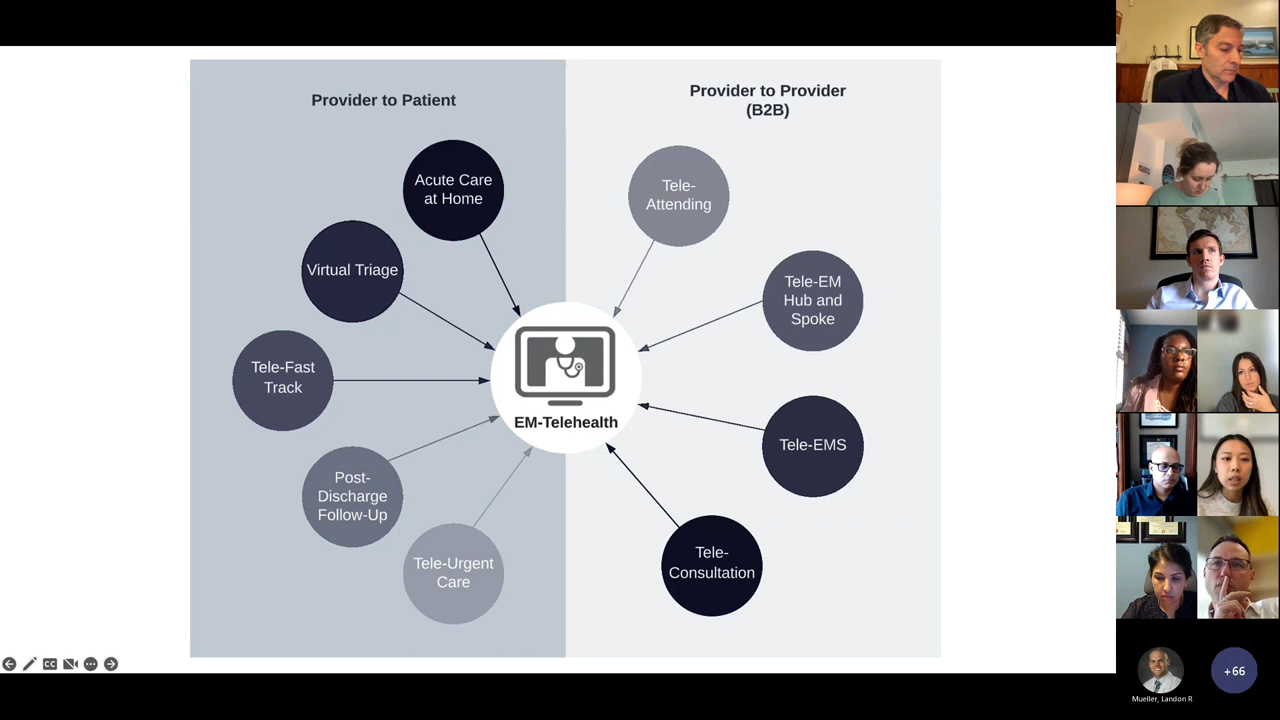 Provider to Patient
Provider to Provider
(B2B)
Acute Care
at Home
Virtual Triage
Tele-Fast
Track
Post-
Discharge
Follow-Up
Tele-Urgent
Care
EM-Telehealth
Tele-
Attending
Tele-EM
Hub and
Spoke
Tele-EMS
Tele-
Consultation
CC
Mueller, Landon R
+66